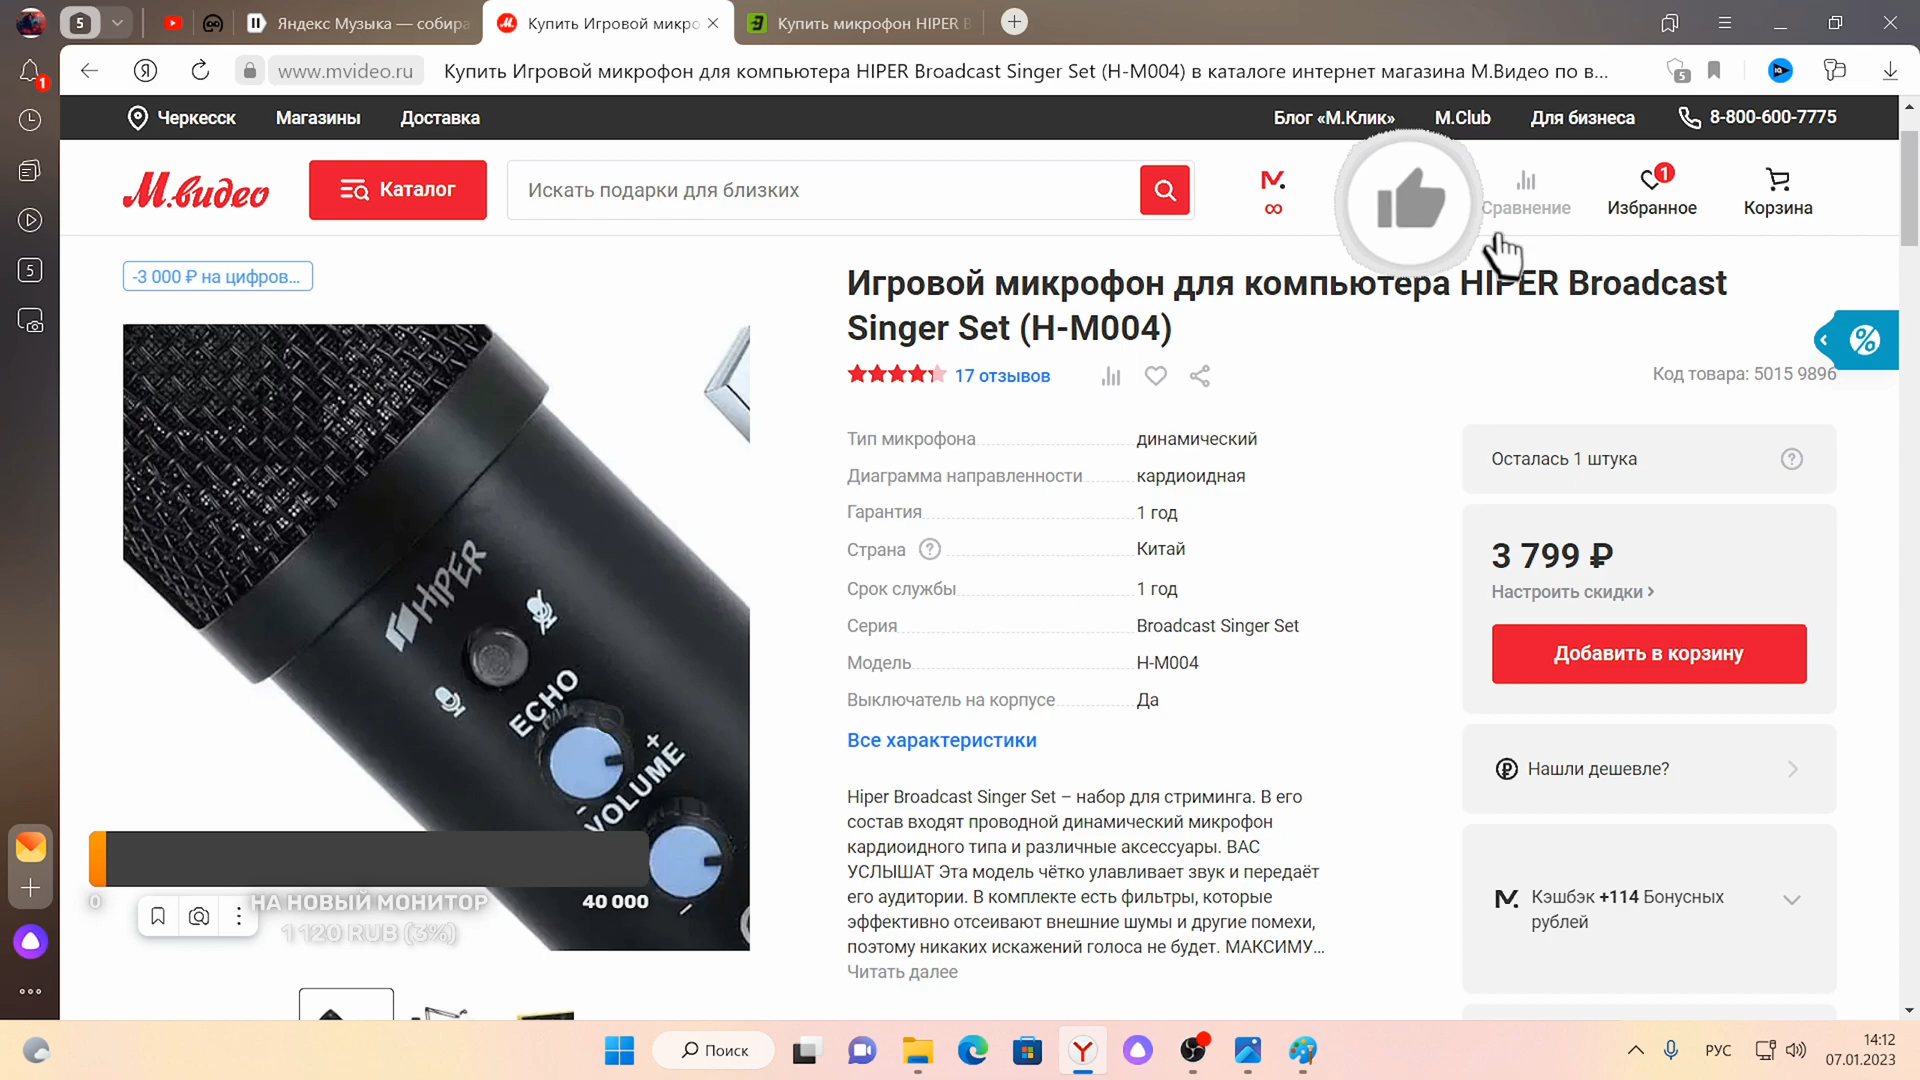 5
Яндекс Музыка — собира
Купить Игровой микро
Купить микрофон HIPER B
1
www.mvideo.ru
Купить Игровой микрофон для компьютера HIPER Broadcast Singer Set (H-M004) в каталоге интернет магазина М.Видео по в...
5
Черкесск
Магазины
Доставка
Блог «М.Клик»
M.Club
Для бизнеса
8-800-600-7775
М.видео
Каталог
Искать подарки для близких
М.
Сравнение
1
Избранное
Корзина
5
-3 000 ₽ на цифров...
Игровой микрофон для компьютера HIPER Broadcast
Singer Set (H-M004)
17 отзывов
Код товара: 5015 9896
%
Тип микрофона динамический
Диаграмма направленности кардиоидная
Гарантия 1 год
Страна ? Китай
Срок службы 1 год
Серия Broadcast Singer Set
Модель H-M004
Выключатель на корпусе Да
Все характеристики
Hiper Broadcast Singer Set – набор для стриминга. В его
состав входят проводной динамический микрофон
кардиоидного типа и различные аксессуары. ВАС
УСЛЫШАТ Эта модель чётко улавливает звук и передаёт
его аудитории. В комплекте есть фильтры, которые
эффективно отсеивают внешние шумы и другие помехи,
поэтому никаких искажений голоса не будет. МАКСИМУ...
Читать далее
Осталась 1 штука
?
3 799 ₽
Настроить скидки
Добавить в корзину
Нашли дешевле?
М.
Кэшбэк +114 Бонусных
рублей
HIPER
ECHO
- +
VOLUME
0
НА НОВЫЙ МОНИТОР
40 000
1 120 RUB (3%)
Поиск
РУС
14:12
07.01.2023